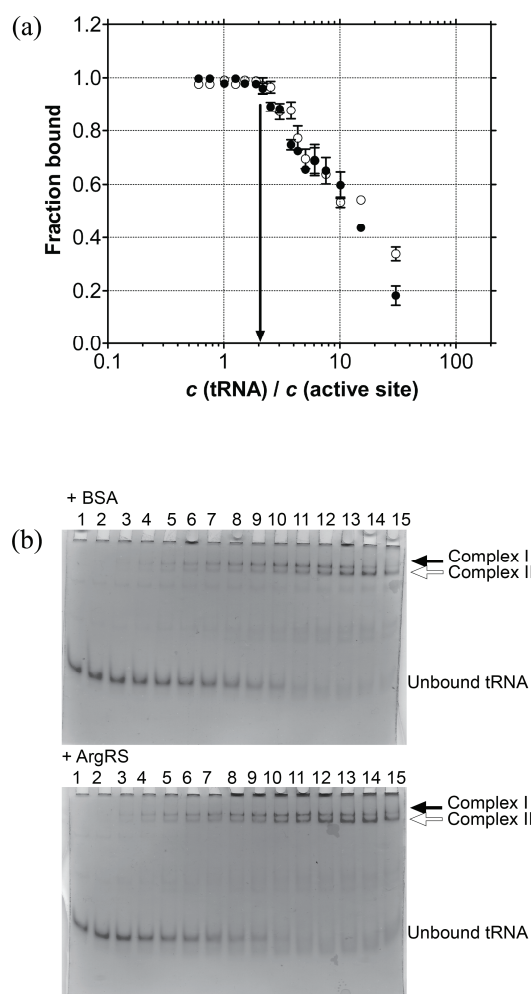 (a)
1.2
1.0
0.8
0.6
0.4
0.2
0.0
Fraction bound
0.1 1 10 100
c (tRNA) / c (active site)
(b)
+ BSA
1 2 3 4 5 6 7 8 9 10 11 12 13 14 15
Complex I
Complex II
Unbound tRNA
+ ArgRS
1 2 3 4 5 6 7 8 9 10 11 12 13 14 15
Complex I
Complex II
Unbound tRNA